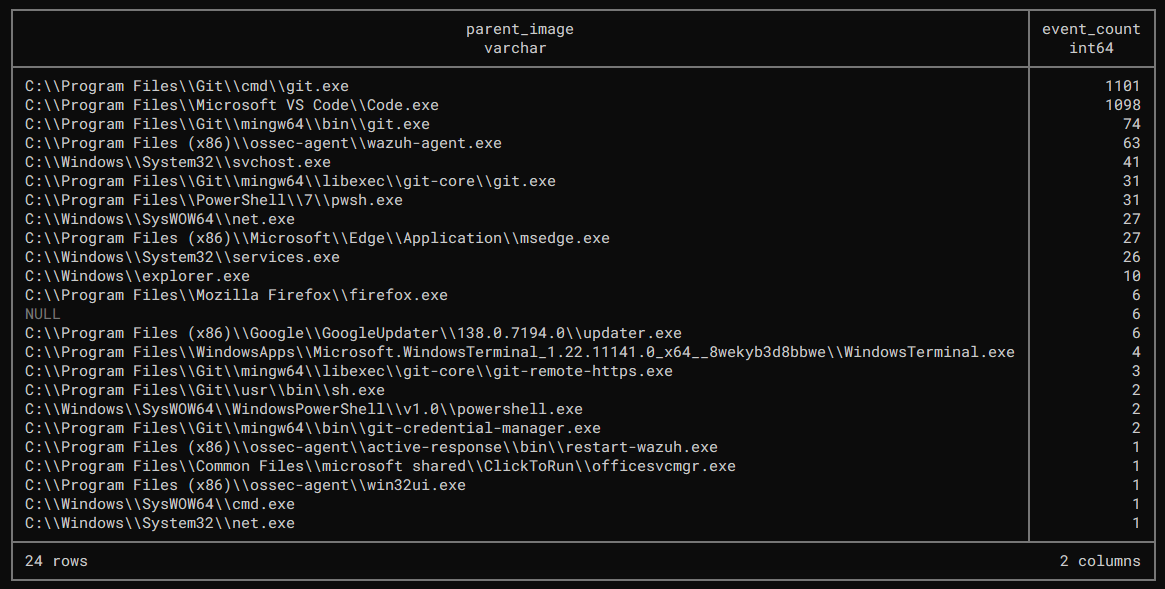 parent_image event_count
varchar int64
C:\\Program Files\\Git\\cmd\\git.exe 1101
C:\\Program Files\\Microsoft VS Code\\Code.exe 1098
C:\\Program Files\\Git\\mingw64\\bin\\git.exe 74
C:\\Program Files (x86)\\ossec-agent\\wazuh-agent.exe 63
C:\\Windows\\System32\\svchost.exe 41
C:\\Program Files\\Git\\mingw64\\libexec\\git-core\\git.exe 31
C:\\Program Files\\PowerShell\\7\\pwsh.exe 31
C:\\Windows\\SysWOW64\\net.exe 27
C:\\Program Files (x86)\\Microsoft\\Edge\\Application\\msedge.exe 27
C:\\Windows\\System32\\services.exe 26
C:\\Windows\\explorer.exe 10
C:\\Program Files\\Mozilla Firefox\\firefox.exe 6
NULL 6
C:\\Program Files (x86)\\Google\\GoogleUpdater\\138.0.7194.0\\updater.exe 6
C:\\Program Files\\WindowsApps\\Microsoft.WindowsTerminal_1.22.11141.0_x64__8wekyb3d8bbwe\\WindowsTerminal.exe 4
C:\\Program Files\\Git\\mingw64\\libexec\\git-core\\git-remote-https.exe 3
C:\\Program Files\\Git\\usr\\bin\\sh.exe 2
C:\\Windows\\SysWOW64\\WindowsPowerShell\\v1.0\\powershell.exe 2
C:\\Program Files\\Git\\mingw64\\bin\\git-credential-manager.exe 2
C:\\Program Files (x86)\\ossec-agent\\active-response\\bin\\restart-wazuh.exe 1
C:\\Program Files\\Common Files\\microsoft shared\\ClickToRun\\officesvcmgr.exe 1
C:\\Program Files (x86)\\ossec-agent\\win32ui.exe 1
C:\\Windows\\SysWOW64\\cmd.exe 1
C:\\Windows\\System32\\net.exe 1
24 rows 2 columns